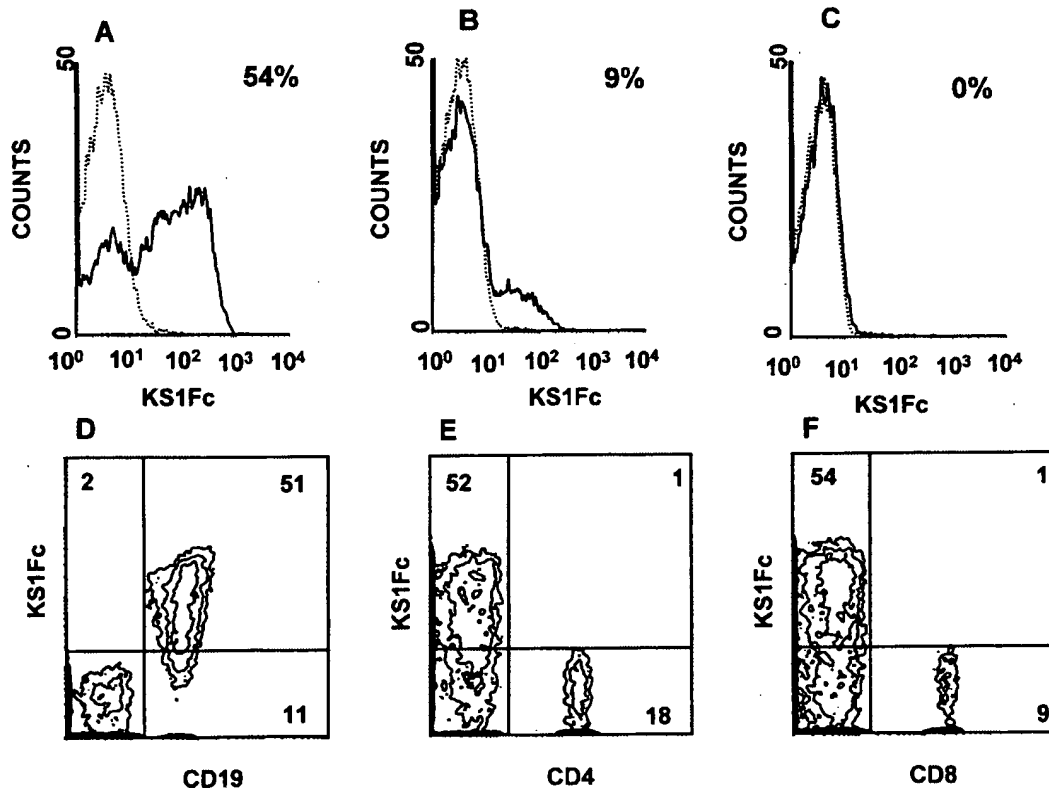 A
50
54%
COUNTS
0
10⁰ 10¹ 10² 10³ 10⁴
KS1Fc
B
50
9%
COUNTS
0
10⁰ 10¹ 10² 10³ 10⁴
KS1Fc
C
50
0%
COUNTS
0
10⁰ 10¹ 10² 10³ 10⁴
KS1Fc
D
2 51
KS1Fc
11
CD19
E
52 1
KS1Fc
18
CD4
F
54 1
KS1Fc
9
CD8